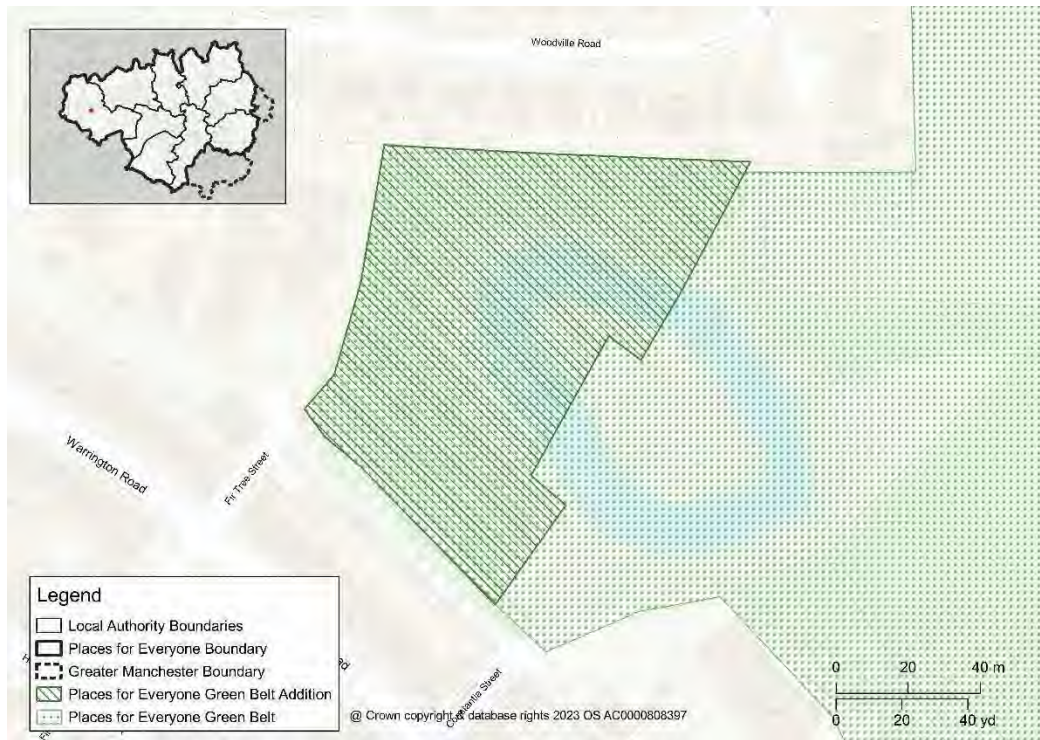 Woodville Road
Warrington Road
Fir Tree Street
Constantia Street
Legend
Local Authority Boundaries
Places for Everyone Boundary
Greater Manchester Boundary
Places for Everyone Green Belt Addition
Places for Everyone Green Belt
@ Crown copyright database rights 2023 OS AC0000808397
0 20 40 m
0 20 40 yd